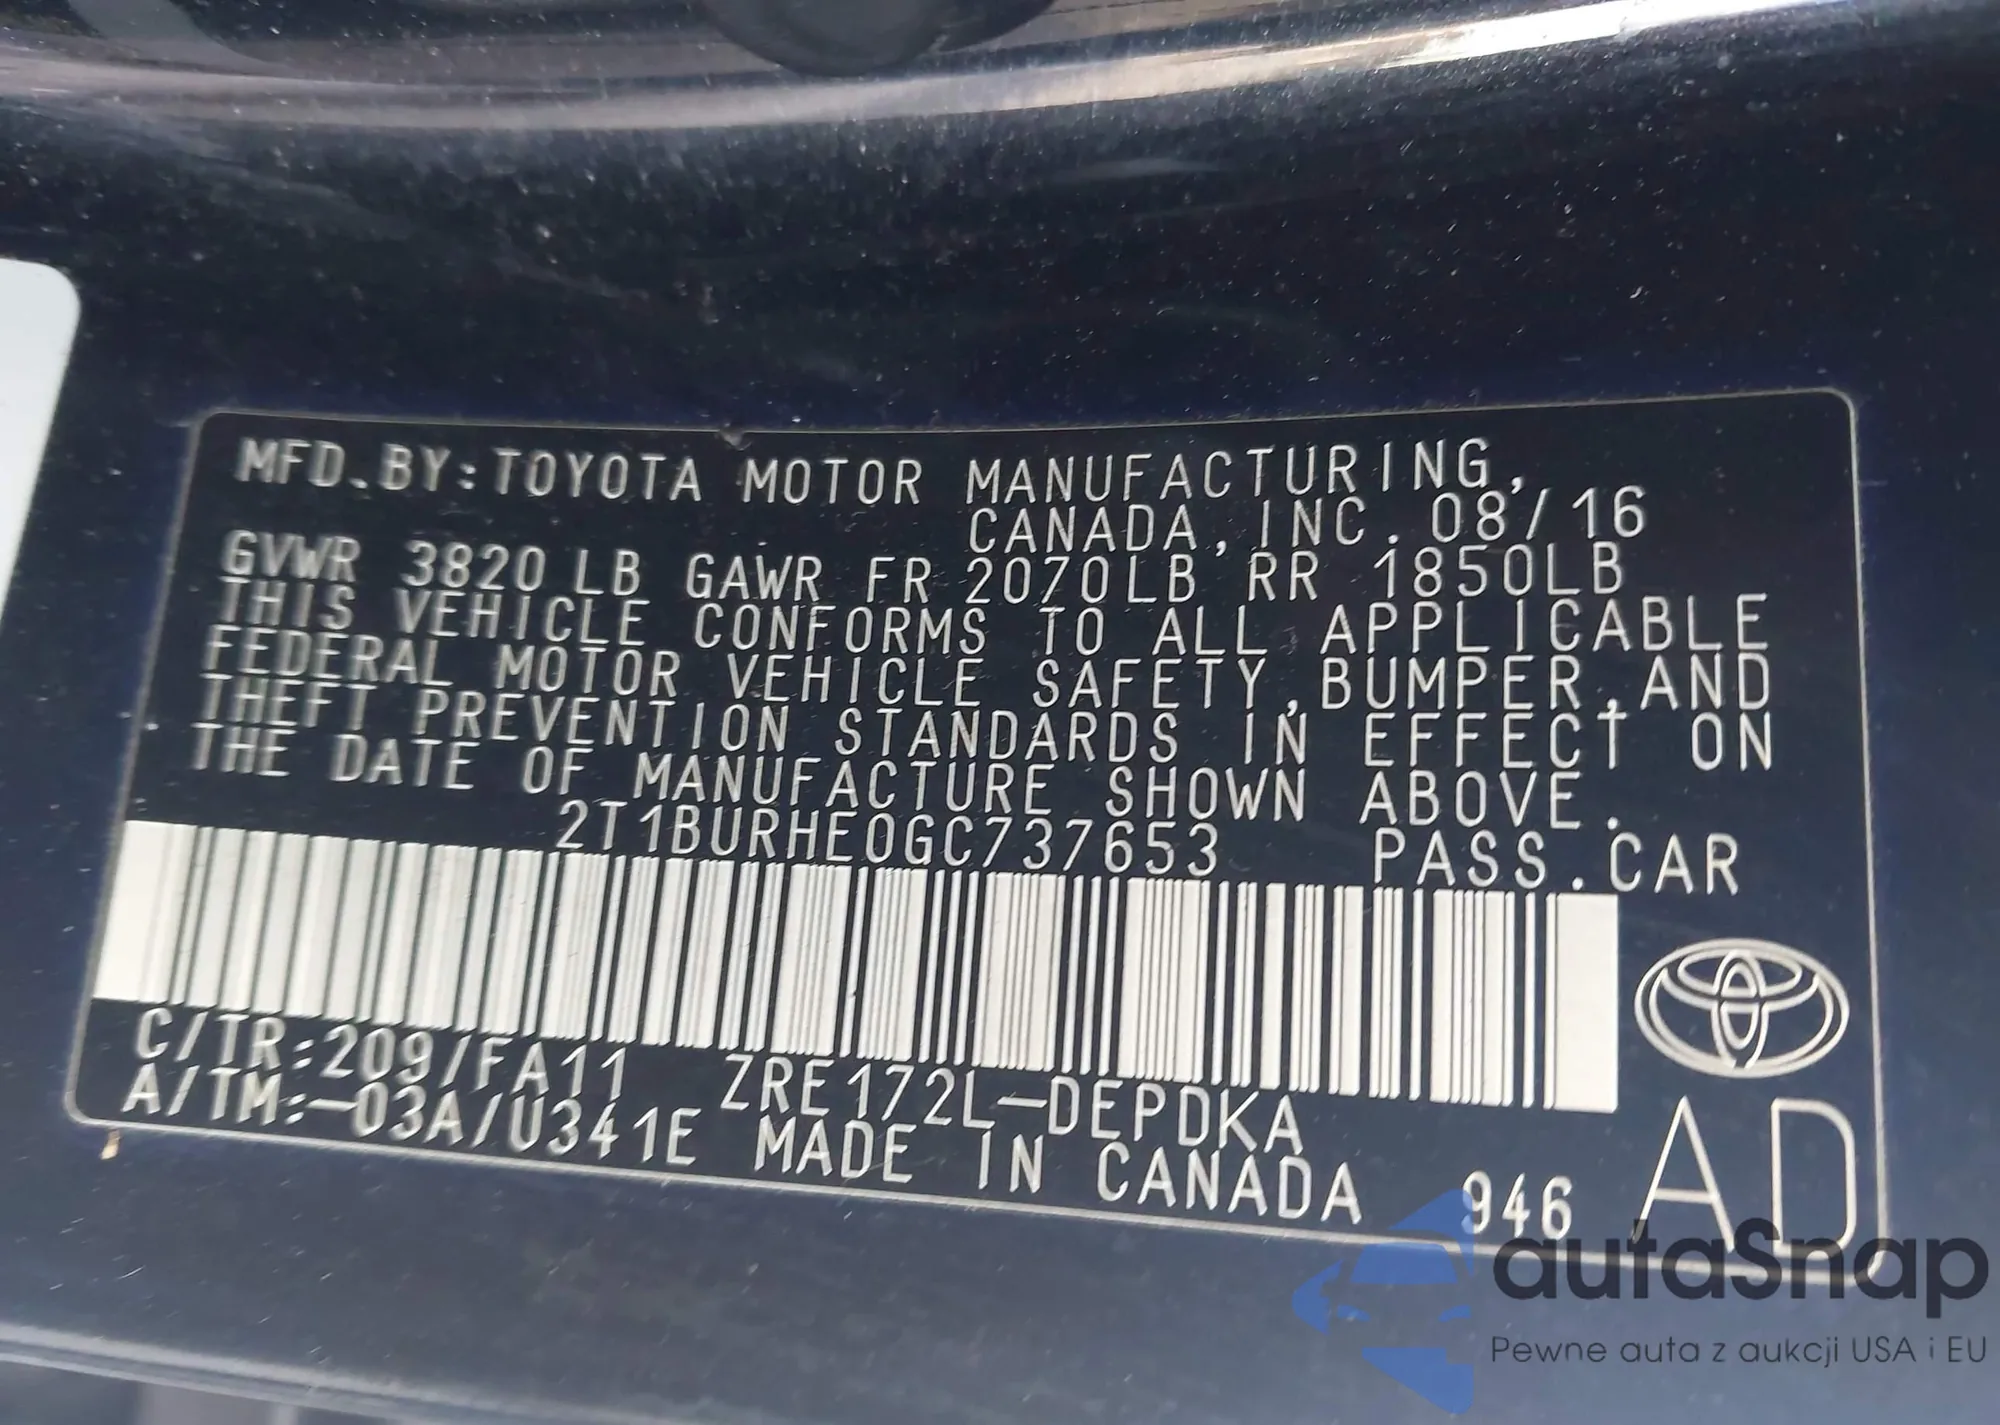 MFD.BY:TOYOTA MOTOR MANUFACTURING,
CANADA,INC.08/16
GVWR 3820LB GAWR FR 2070LB RR 1850LB
THIS VEHICLE CONFORMS TO ALL APPLICABLE
FEDERAL MOTOR VEHICLE SAFETY,BUMPER,AND
THEFT PREVENTION STANDARDS IN EFFECT ON
THE DATE OF MANUFACTURE SHOWN ABOVE.
2T1BURHE0GC737653 PASS.CAR
C/TR:209/FA11 ZRE172L-DEPDKA
A/TM:-03A/U341E MADE IN CANADA 946 AD
autaSnap
Pewne auta z aukcji USA i EU